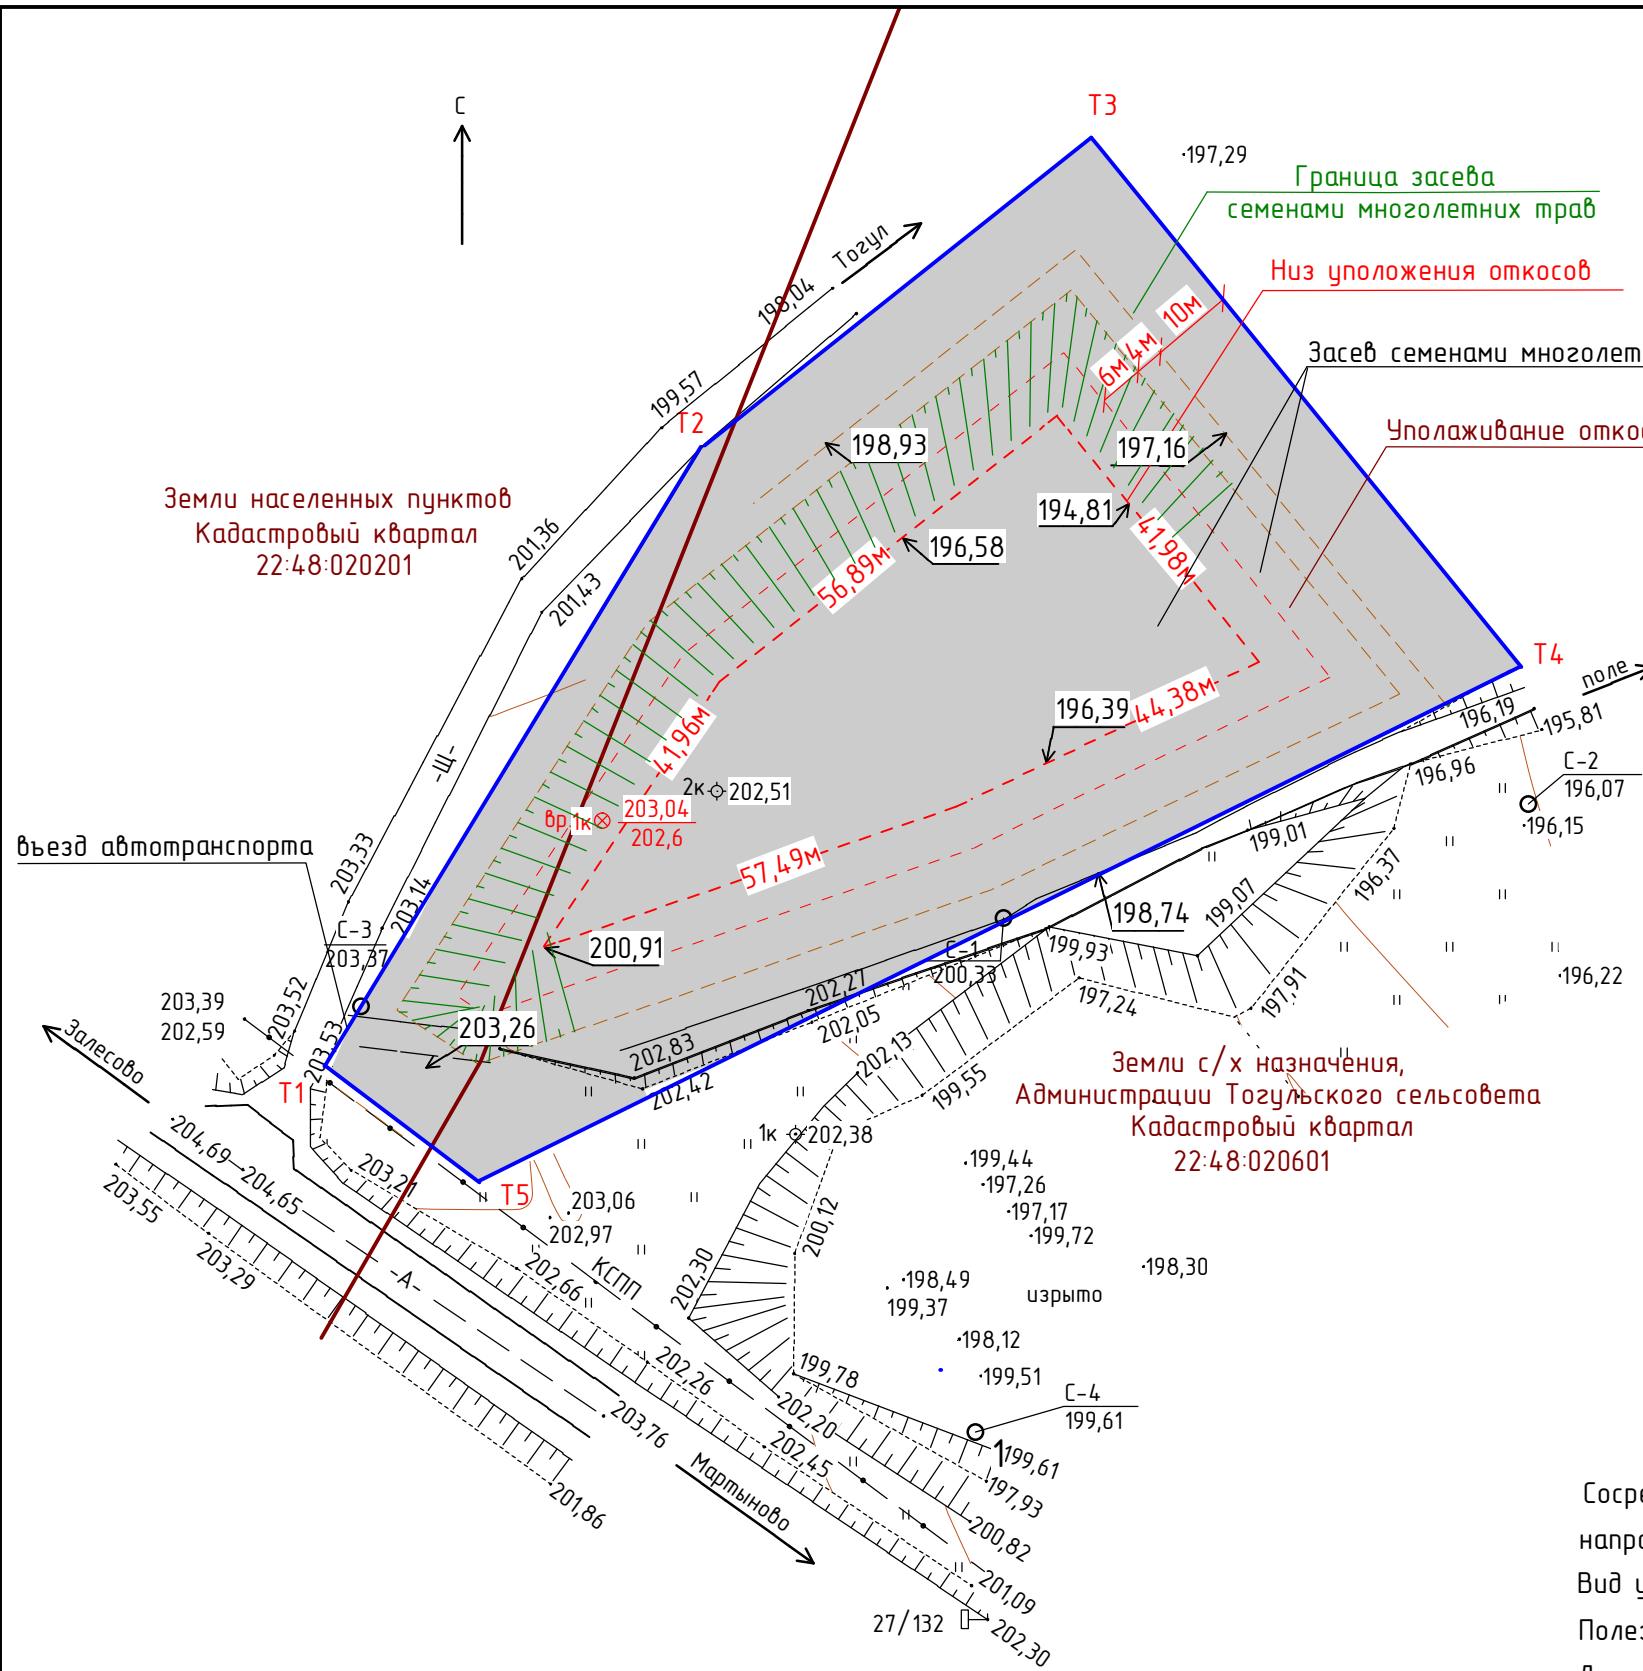 С
Т3
197,29
Граница засева
семенами многолетних трав
Тогул
Низ уположения откосов
198,04
10м
4м
6м
Засев семенами
199,57
Т2
198,93
197,16
Уполаживание
Земли населенных пунктов
Кадастровый квартал
22:48:020201
194,81
196,58
201,36
41,98м
56,89м
201,43
Т4
поле
196,39
44,38м
196,19
195,81
41,96м
-Щ-
2к 202,51
С-2
196,07
196,96
вр.1к 203,04
202,6
196,15
въезд автотранспорта
199,01
203,33
57,49м
196,37
203,14
199,07
198,74
С-3
203,37
200,91
С-1
200,33
199,93
196,22
203,39
202,59
203,52
202,27
197,24
197,91
203,26
202,05
Залесово
203,53
202,83
202,13
Земли с/х назначения,
Администрации Тогульского сельсовета
Кадастровый квартал
22:48:020601
Т1
202,42
199,55
1к 202,38
204,69
204,65
203,21
199,44
197,26
203,55
Т5
203,06
202,97
197,17
199,72
200,12
203,29
-А-
202,66
КСПП
202,30
198,30
198,49
199,37
изрыто
198,12
202,26
199,78
199,51
С-4
199,61
203,76
202,20
202,45
199,61
Мартыново
197,93
201,86
200,82
201,09
27/132
202,30
Вид